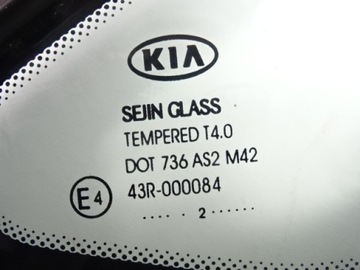 KIA
SEJIN GLASS
TEMPERED T4.0
DOT 736 AS2 M42
E4 43R-000084
.... 2 ......